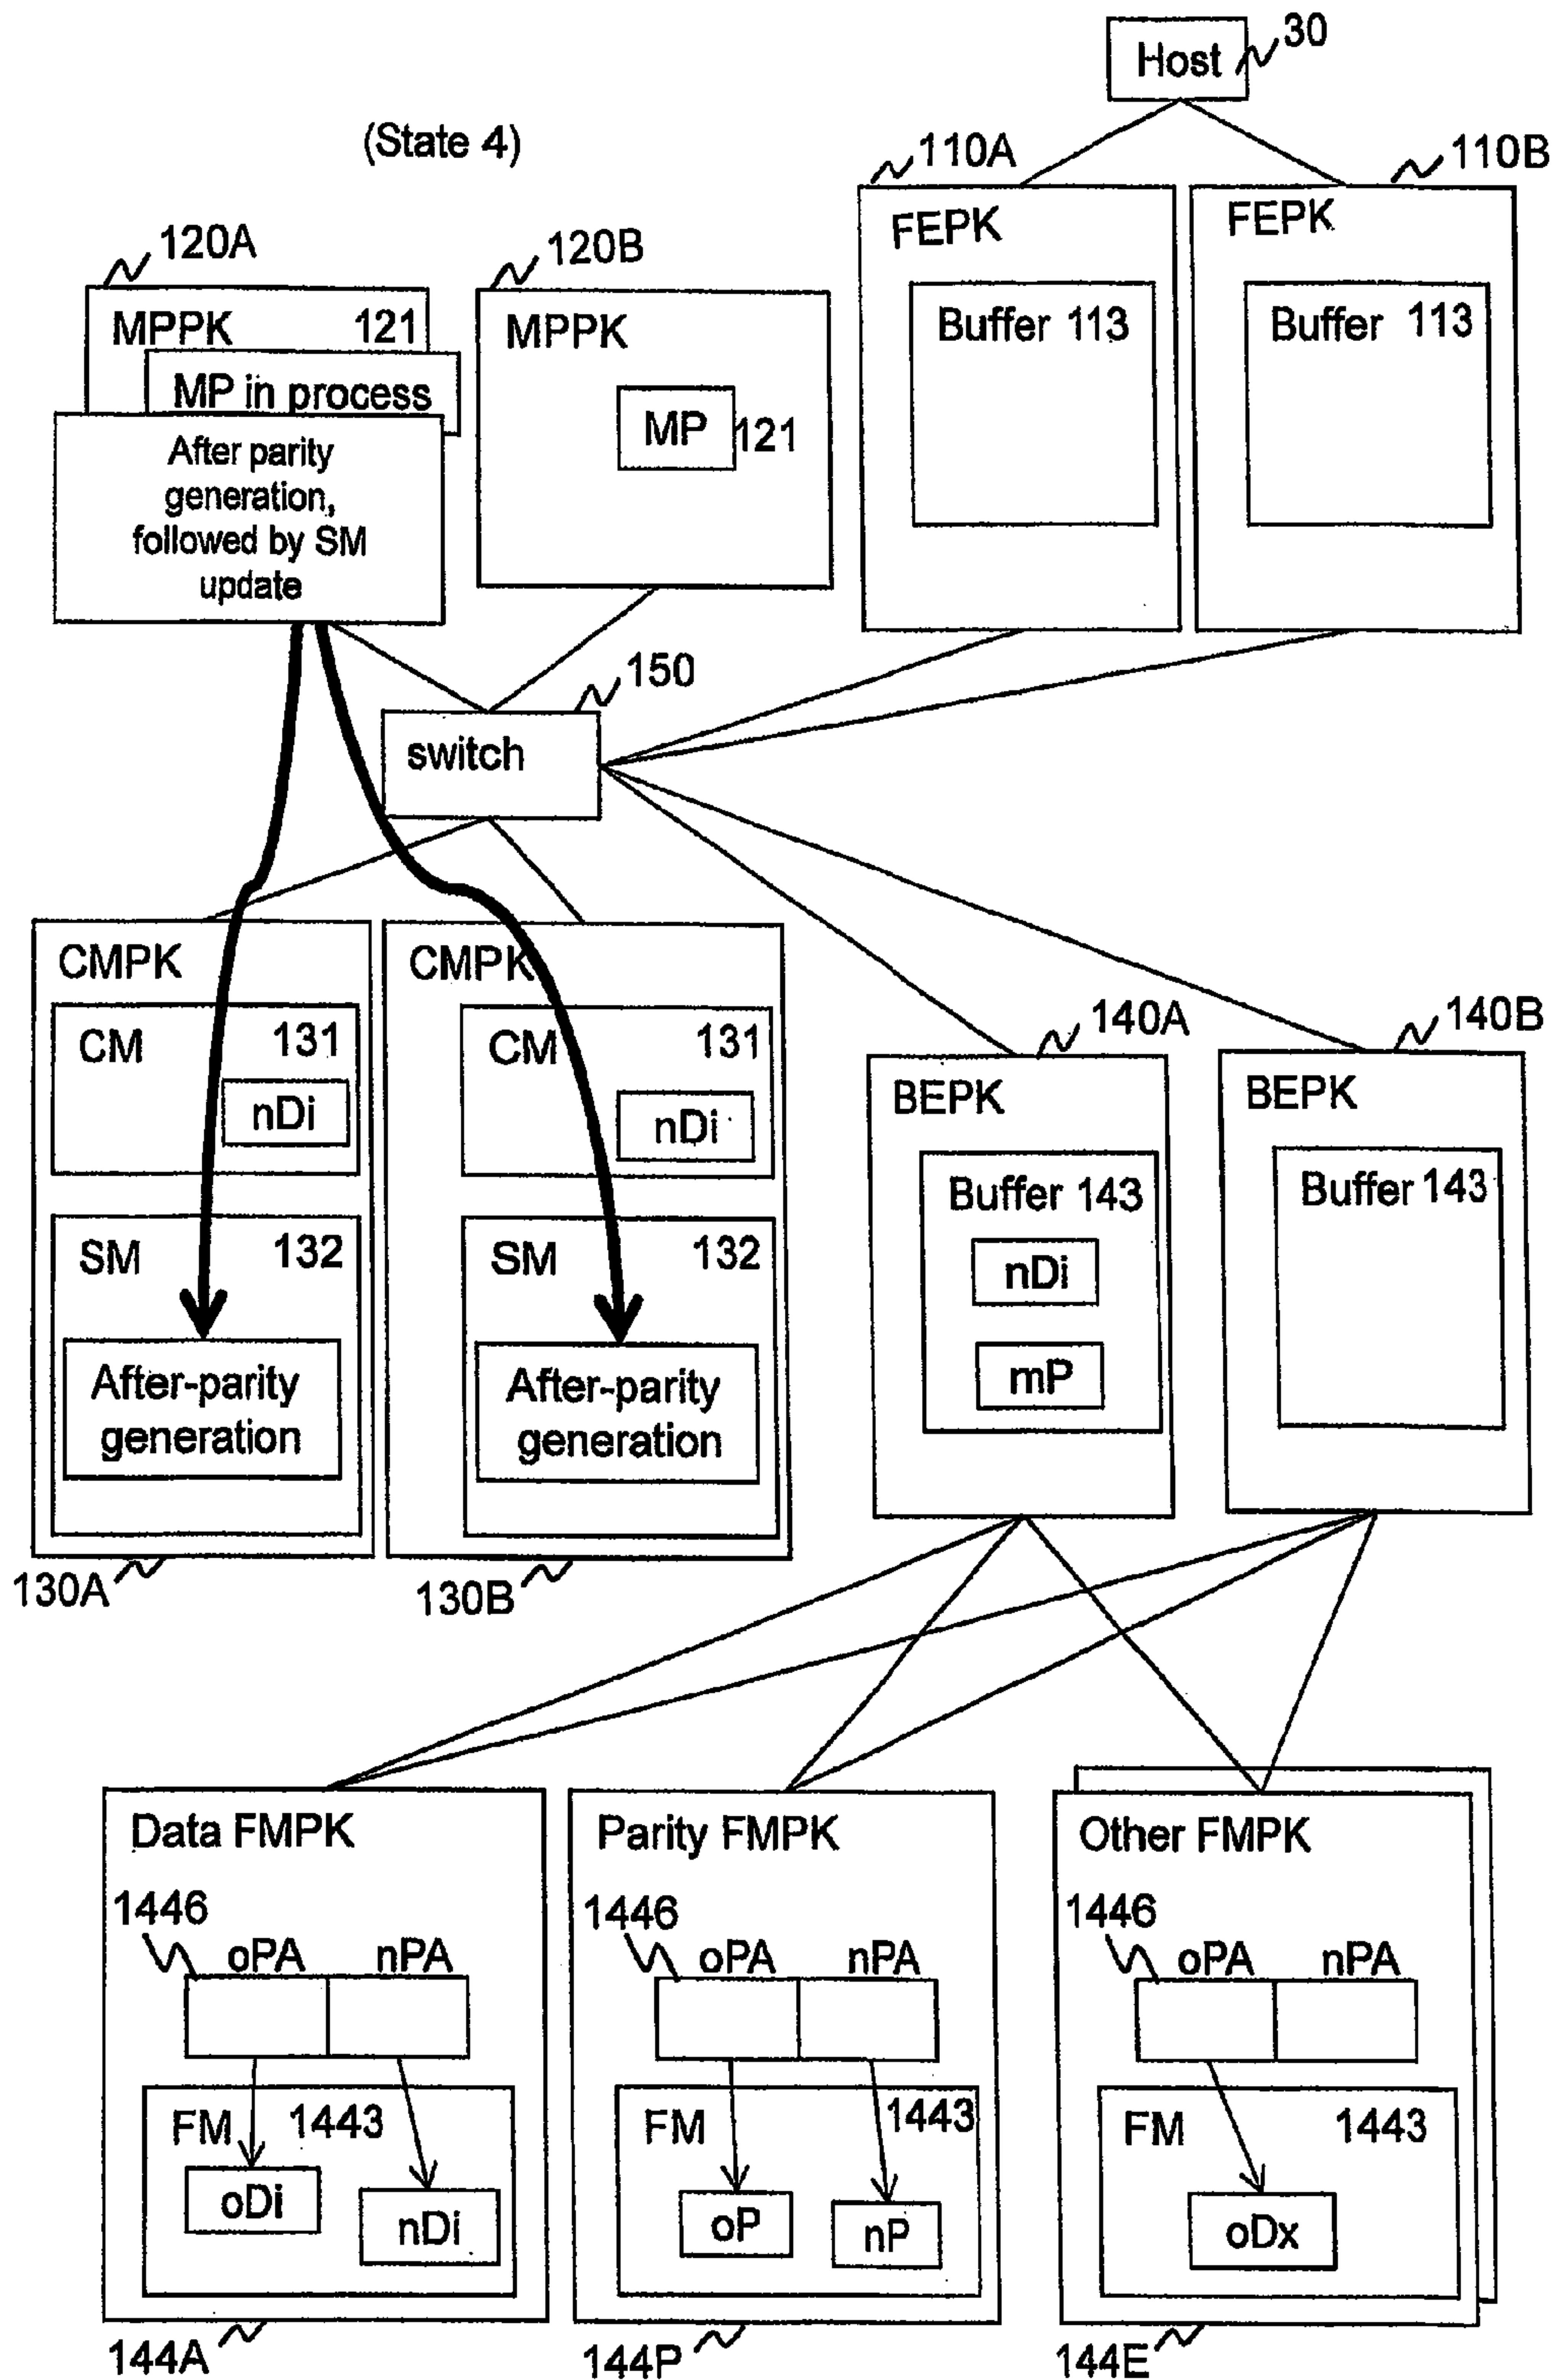 Host
30
(State 4)
110A
110B
FEPK
Buffer 113
FEPK
Buffer 113
120A
120B
MPPK
121
MP in process
After parity
generation,
followed by SM
update
MPPK
MP
121
150
switch
CMPK
CM
131
nDi
SM
132
After-parity
generation
130A
CMPK
CM
131
nDi
SM
132
After-parity
generation
130B
140A
BEPK
Buffer 143
nDi
mP
140B
BEPK
Buffer 143
Data FMPK
1446
oPA
nPA
FM
1443
oDi
nDi
144A
Parity FMPK
1446
oPA
nPA
FM
1443
oP
nP
144P
Other FMPK
1446
oPA
nPA
FM
1443
oDx
144E